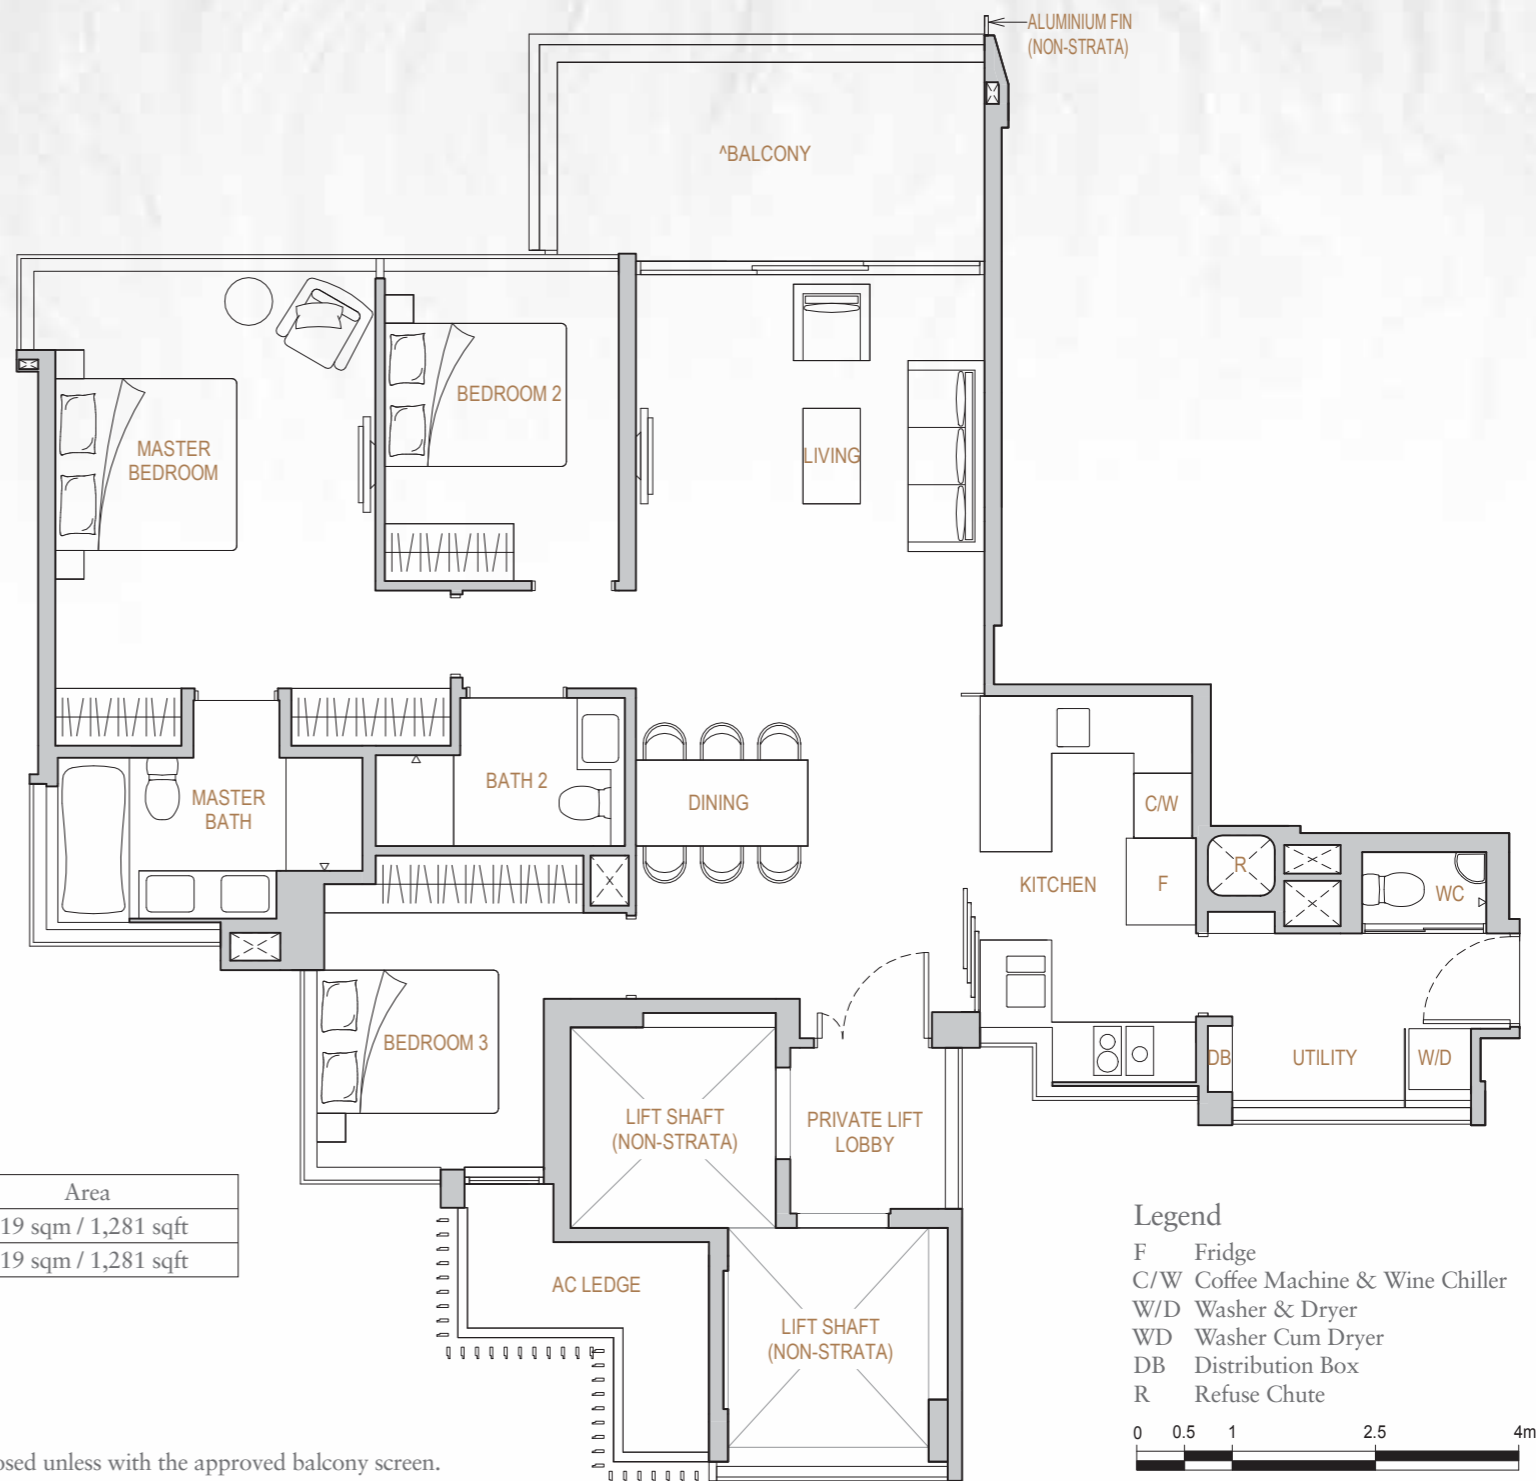 ALUMINIUM FIN
(NON-STRATA)
^BALCONY
BEDROOM 2
MASTER
BEDROOM
LIVING
MASTER
BATH
BATH 2
DINING
C/W
KITCHEN
F
R
WC
BEDROOM 3
DB
UTILITY
W/D
LIFT SHAFT
(NON-STRATA)
PRIVATE LIFT
LOBBY
Area
19 sqm / 1,281 sqft
19 sqm / 1,281 sqft
AC LEDGE
LIFT SHAFT
(NON-STRATA)
Legend
F Fridge
C/W Coffee Machine & Wine Chiller
W/D Washer & Dryer
WD Washer Cum Dryer
DB Distribution Box
R Refuse Chute
0 0.5 1 2.5 4m
unless with the approved balcony screen.